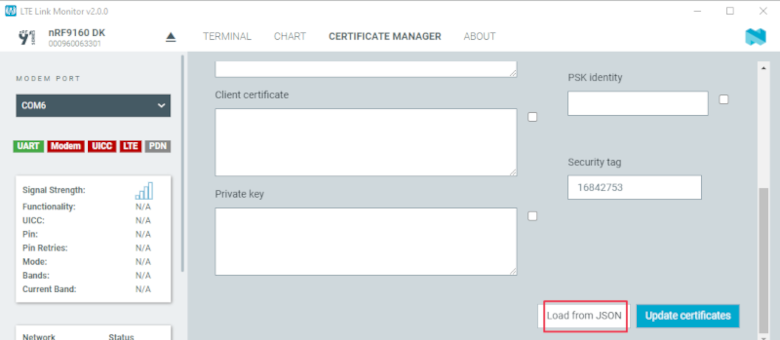 LTE Link Monitor v2.0.0
nRF9160 DK
000960063301
TERMINAL
CHART
CERTIFICATE MANAGER
ABOUT
MODEM PORT
COM6
UART
Modem
UICC
LTE
PDN
Signal Strength:
Functionality: N/A
UICC: N/A
Pin: N/A
Pin Retries: N/A
Mode: N/A
Bands: N/A
Current Band: N/A
Network Status
Client certificate
Private key
PSK identity
Security tag
16842753
Load from JSON
Update certificates